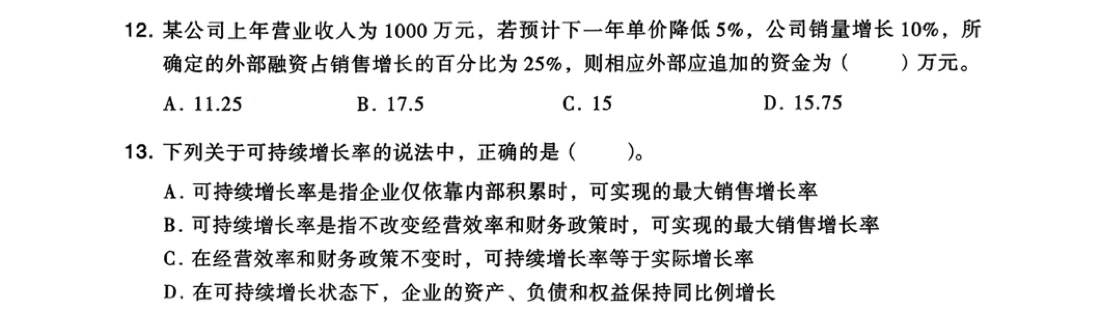 12. 某公司上年营业收入为 1000 万元，若预计下一年单价降低 5%，公司销量增长 10%，所
确定的外部融资占销售增长的百分比为 25%，则相应外部应追加的资金为（　　）万元。
A. 11.25　B. 17.5　C. 15　D. 15.75
13. 下列关于可持续增长率的说法中，正确的是（　　）。
A. 可持续增长率是指企业仅依靠内部积累时，可实现的最大销售增长率
B. 可持续增长率是指不改变经营效率和财务政策时，可实现的最大销售增长率
C. 在经营效率和财务政策不变时，可持续增长率等于实际增长率
D. 在可持续增长状态下，企业的资产、负债和权益保持同比例增长